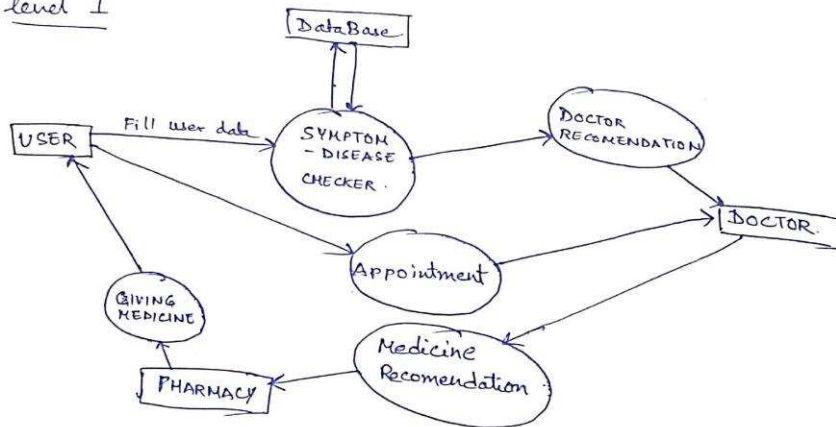 level 1
DataBase
Fill user data
USER
SYMPTOM
- DISEASE
CHECKER.
DOCTOR
RECOMENDATION
DOCTOR.
Appointment
GIVING
MEDICINE
Medicine
Recomendation
PHARMACY